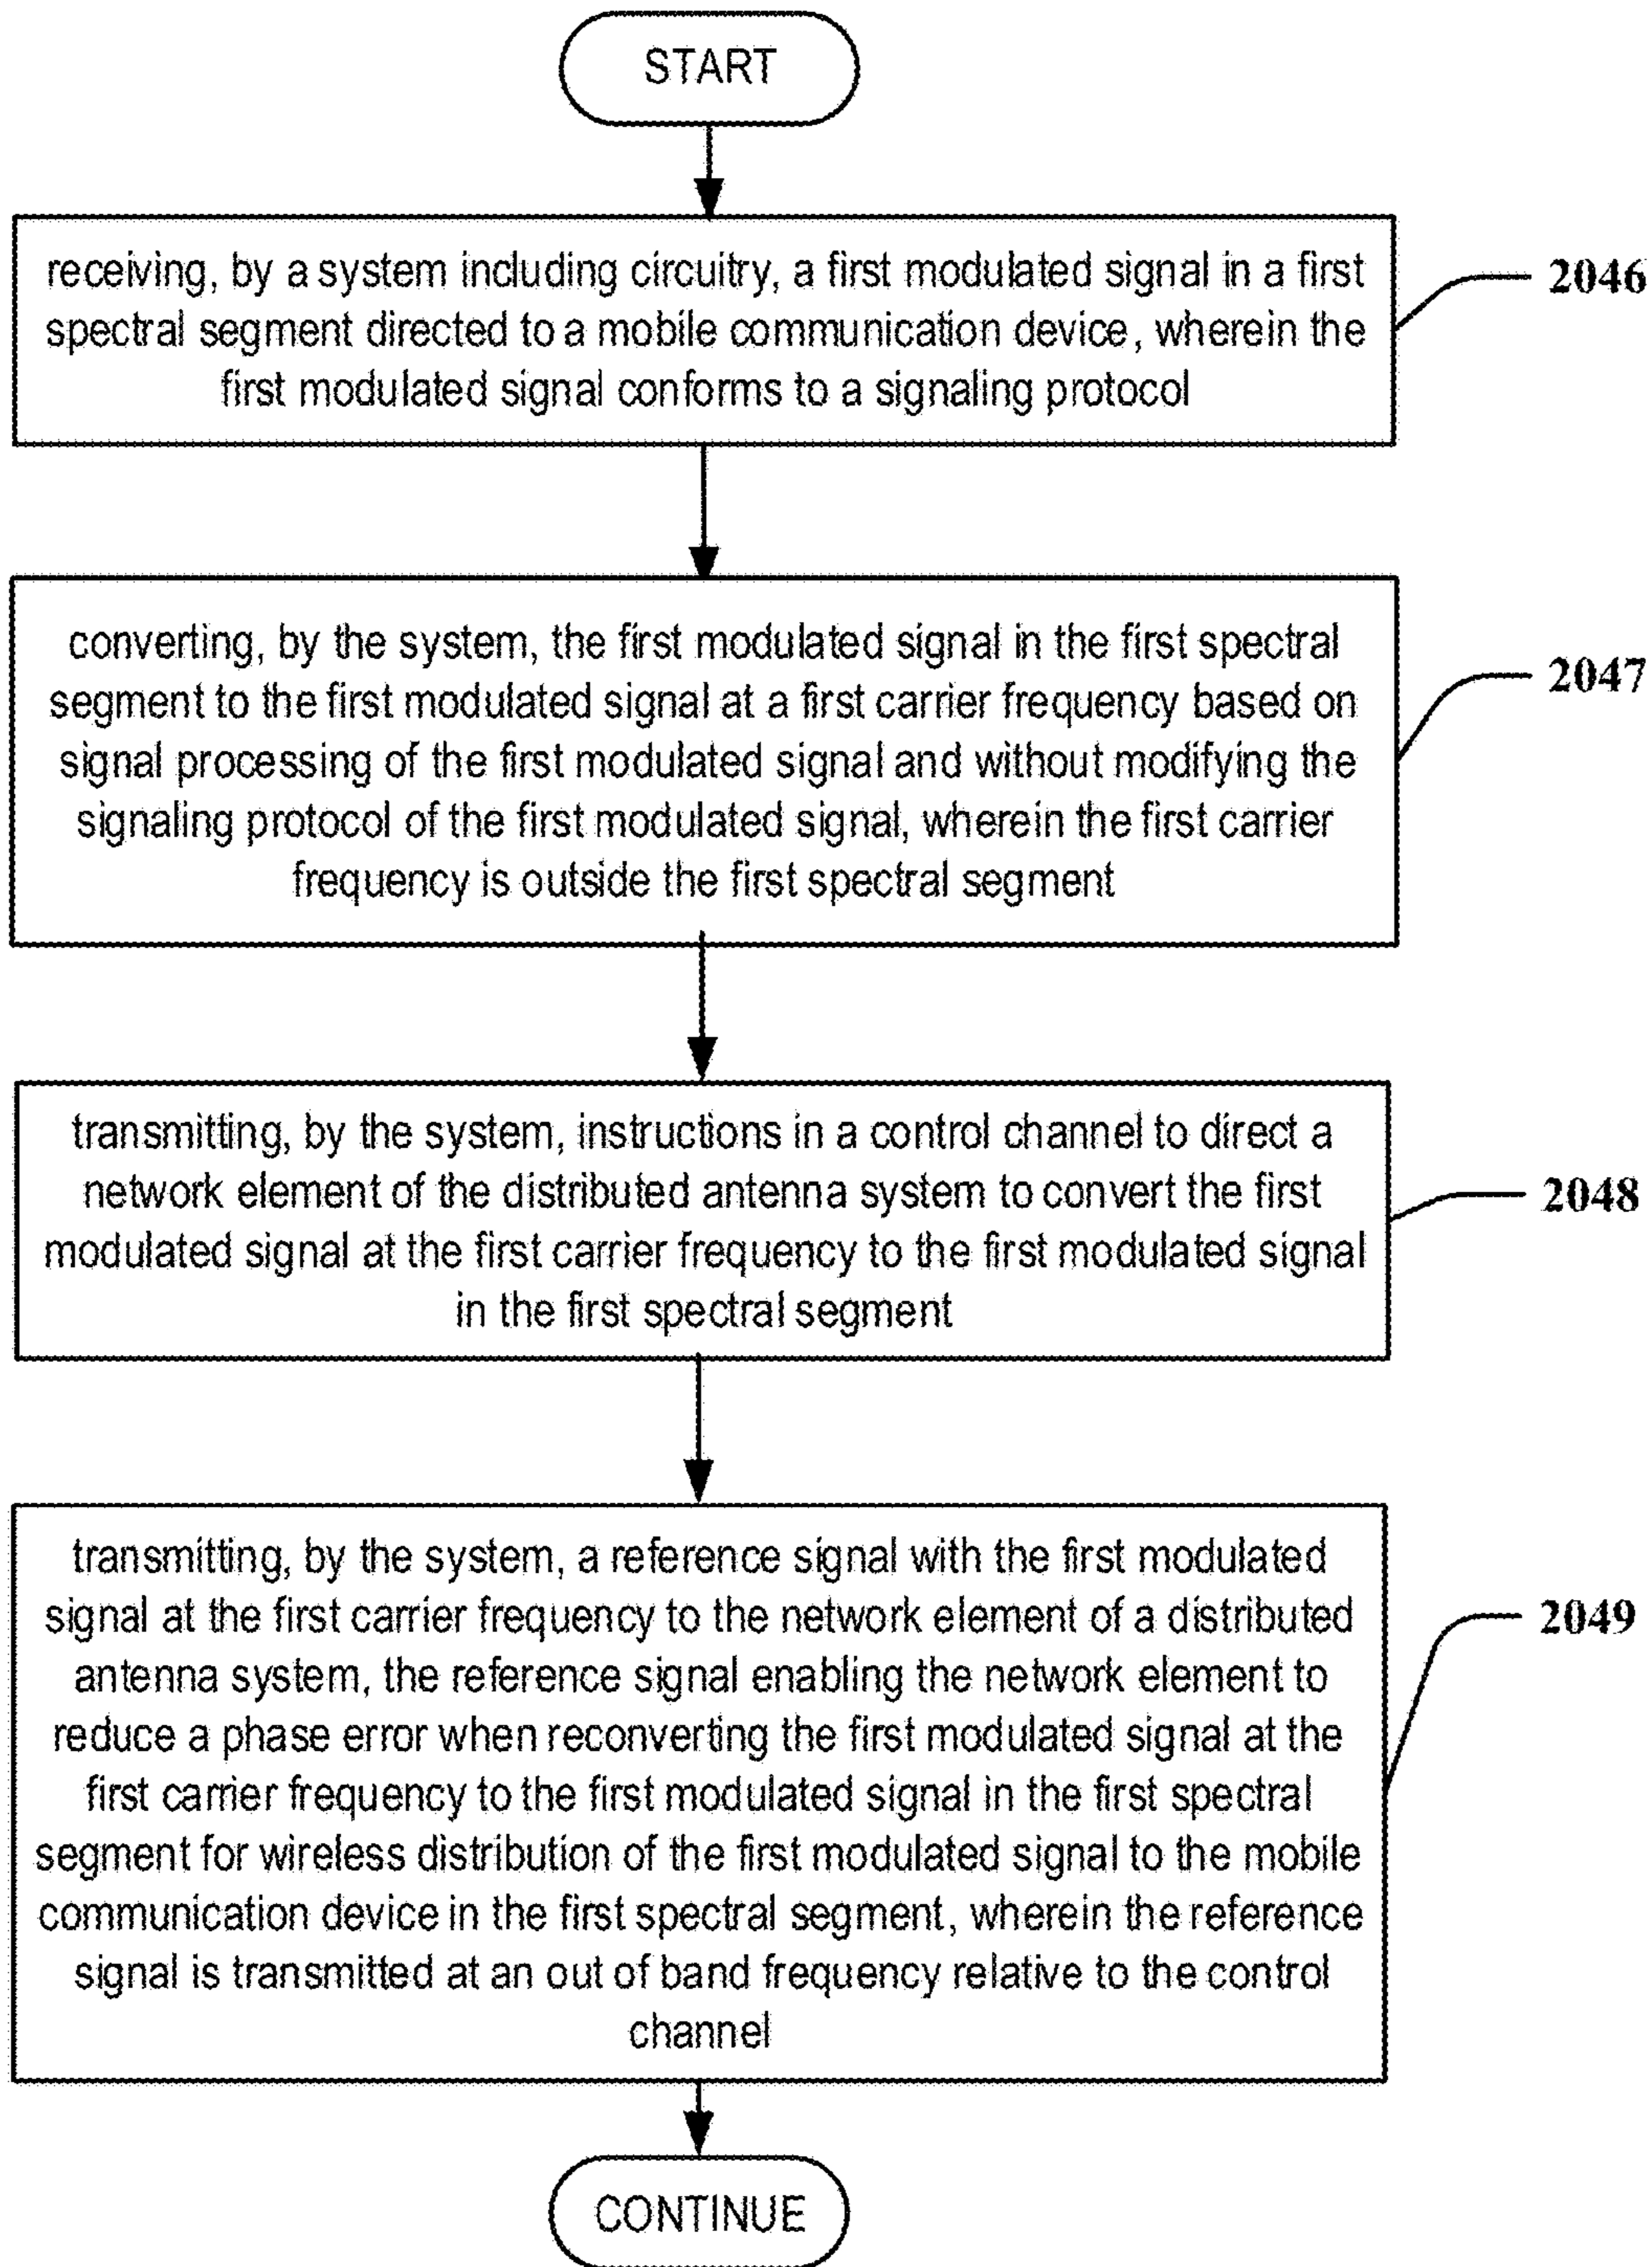 START
receiving, by a system including circuitry, a first modulated signal in a first
spectral segment directed to a mobile communication device, wherein the
first modulated signal conforms to a signaling protocol
2046
converting, by the system, the first modulated signal in the first spectral
segment to the first modulated signal at a first carrier frequency based on
signal processing of the first modulated signal and without modifying the
signaling protocol of the first modulated signal, wherein the first carrier
frequency is outside the first spectral segment
2047
transmitting, by the system, instructions in a control channel to direct a
network element of the distributed antenna system to convert the first
modulated signal at the first carrier frequency to the first modulated signal
in the first spectral segment
2048
transmitting, by the system, a reference signal with the first modulated
signal at the first carrier frequency to the network element of a distributed
antenna system, the reference signal enabling the network element to
reduce a phase error when reconverting the first modulated signal at the
first carrier frequency to the first modulated signal in the first spectral
segment for wireless distribution of the first modulated signal to the mobile
communication device in the first spectral segment, wherein the reference
signal is transmitted at an out of band frequency relative to the control
channel
2049
CONTINUE